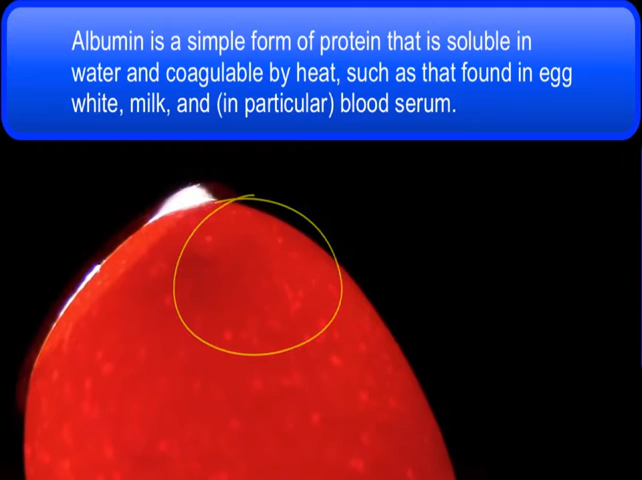 Albumin is a simple form of protein that is soluble in
water and coagulable by heat, such as that found in egg
white, milk, and (in particular) blood serum.